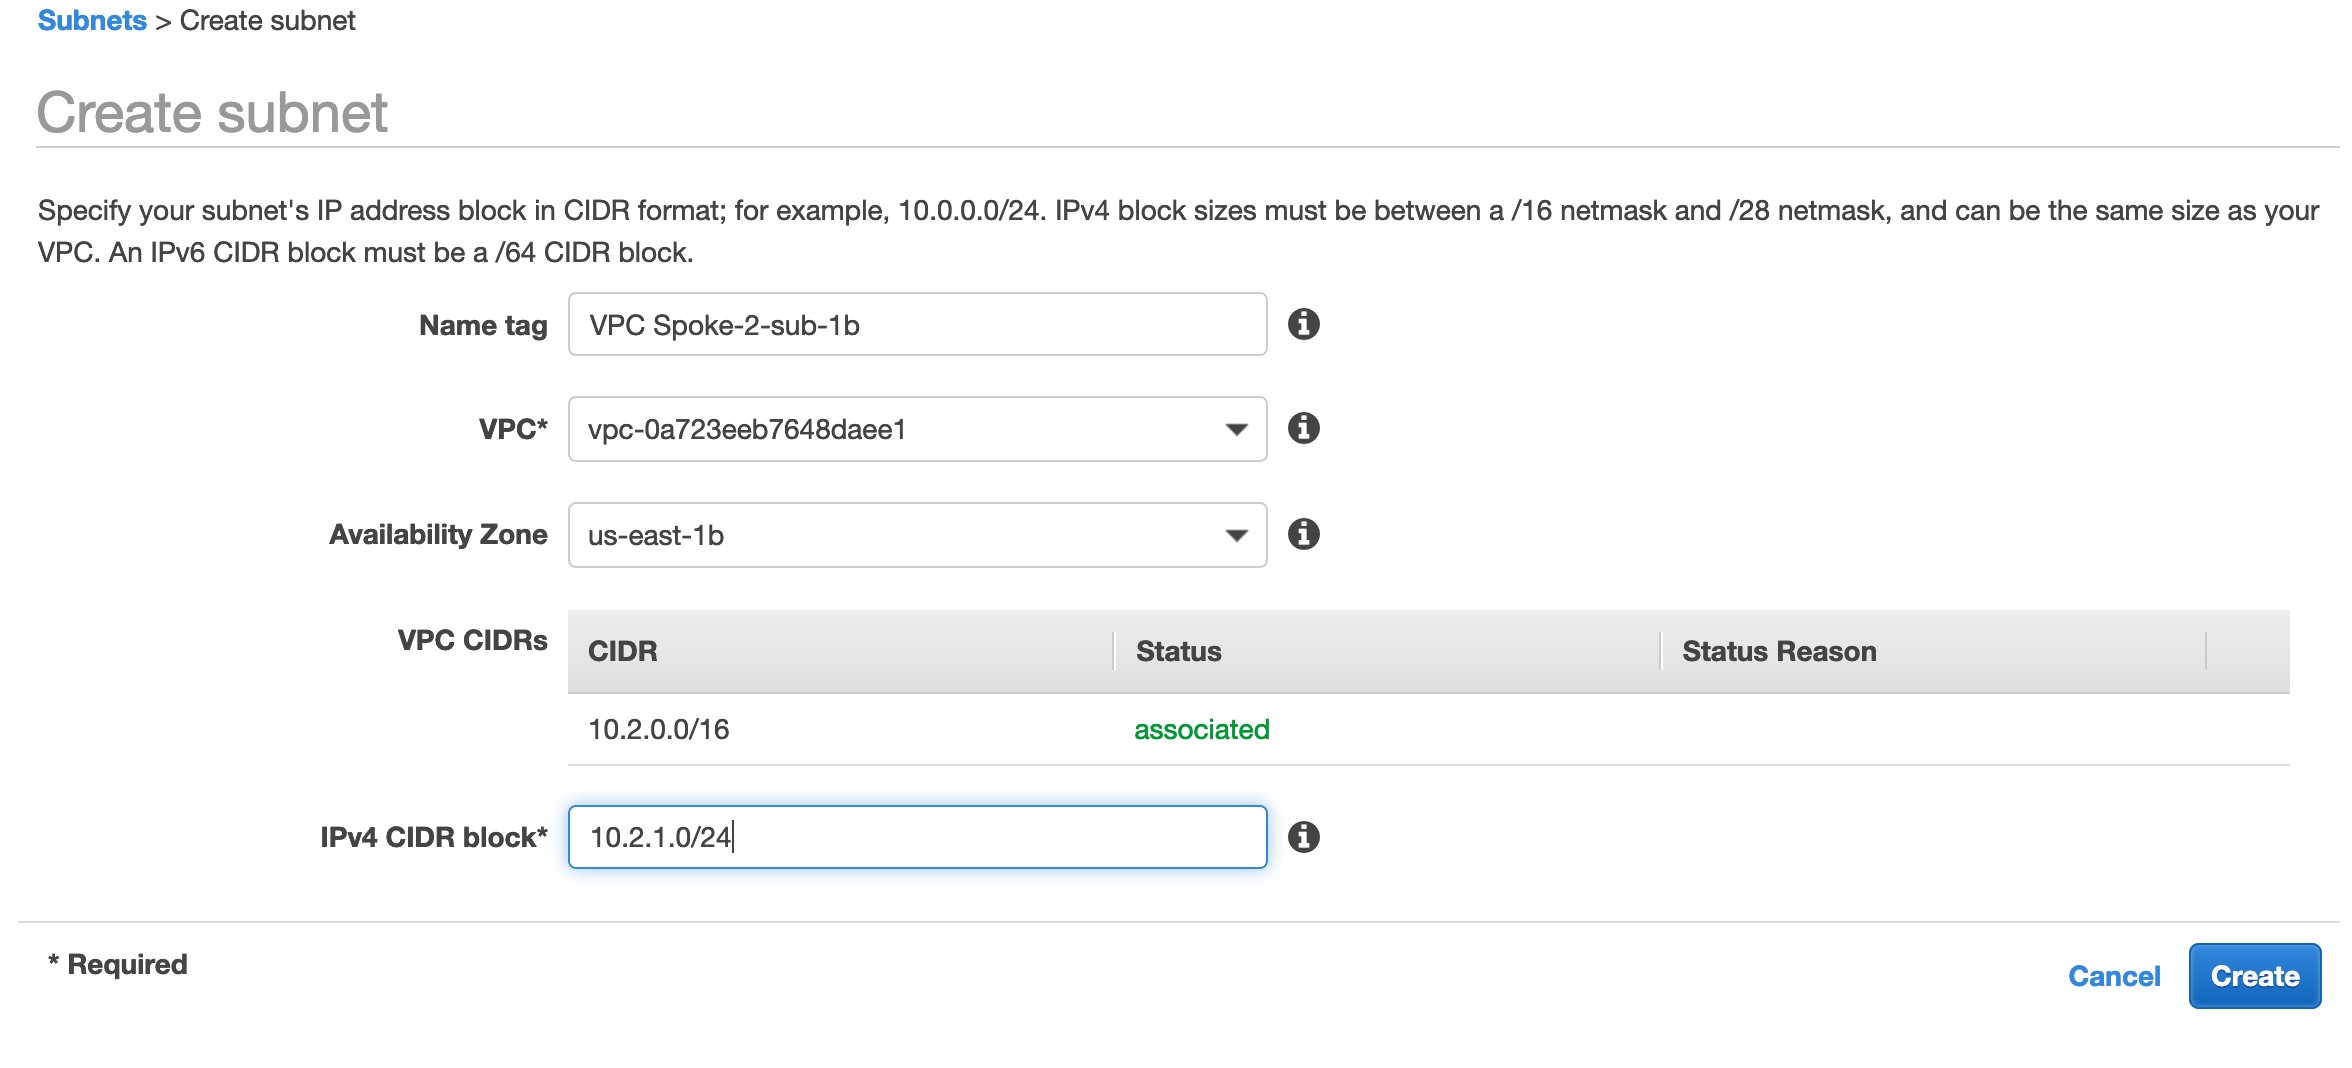 Subnets > Create subnet
Create subnet
Specify your subnet's IP address block in CIDR format; for example, 10.0.0.0/24. IPv4 block sizes must be between a /16 netmask and /28 netmask, and can be the same size as your
VPC. An IPv6 CIDR block must be a /64 CIDR block.
Name tag VPC Spoke-2-sub-1b
VPC* vpc-0a723eeb7648daee1
Availability Zone us-east-1b
VPC CIDRs CIDR Status Status Reason
10.2.0.0/16 associated
IPv4 CIDR block* 10.2.1.0/24
* Required
Cancel Create